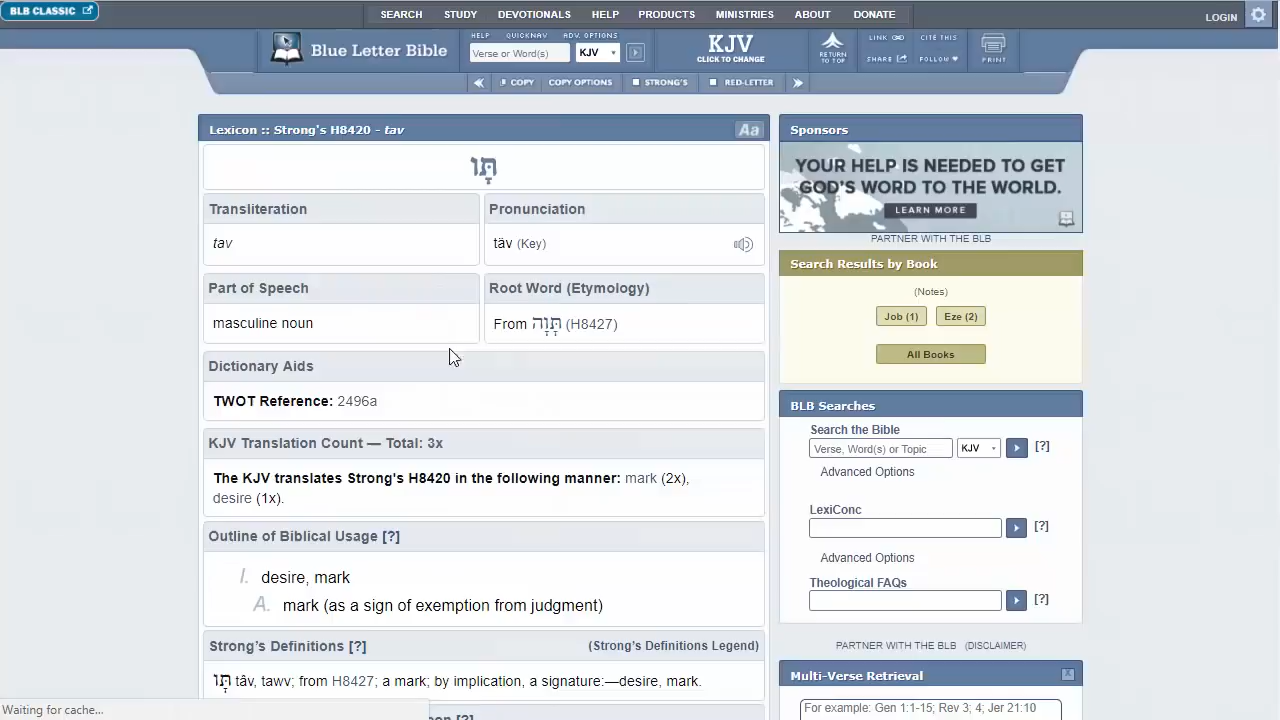 BLB CLASSIC
SEARCH STUDY DEVOTIONALS HELP PRODUCTS MINISTRIES ABOUT DONATE
LOGIN
Blue Letter Bible
HELP QUICKNAV ADV. OPTIONS
Verse or Word(s) KJV
KJV
CLICK TO CHANGE
RETURN
TO TOP
LINK CITE THIS
SHARE FOLLOW
PRINT
COPY COPY OPTIONS STRONG'S RED-LETTER
Lexicon :: Strong's H8420 - tav Aa
תָּו
Transliteration
tav
Pronunciation
täv (Key)
Part of Speech
masculine noun
Root Word (Etymology)
From תָּוָה (H8427)
Dictionary Aids
TWOT Reference: 2496a
KJV Translation Count — Total: 3x
The KJV translates Strong's H8420 in the following manner: mark (2x),
desire (1x).
Outline of Biblical Usage [?]
I. desire, mark
A. mark (as a sign of exemption from judgment)
Strong's Definitions [?] (Strong's Definitions Legend)
תָּו tâv, tawv; from H8427; a mark; by implication, a signature:—desire, mark.
Waiting for cache...
Sponsors
YOUR HELP IS NEEDED TO GET
GOD'S WORD TO THE WORLD.
LEARN MORE
PARTNER WITH THE BLB
Search Results by Book
(Notes)
Job (1) Eze (2)
All Books
BLB Searches
Search the Bible
Verse, Word(s) or Topic KJV [?]
Advanced Options
LexiConc
[?]
Advanced Options
Theological FAQs
[?]
PARTNER WITH THE BLB (DISCLAIMER)
Multi-Verse Retrieval
For example: Gen 1:1-15; Rev 3; 4; Jer 21:10